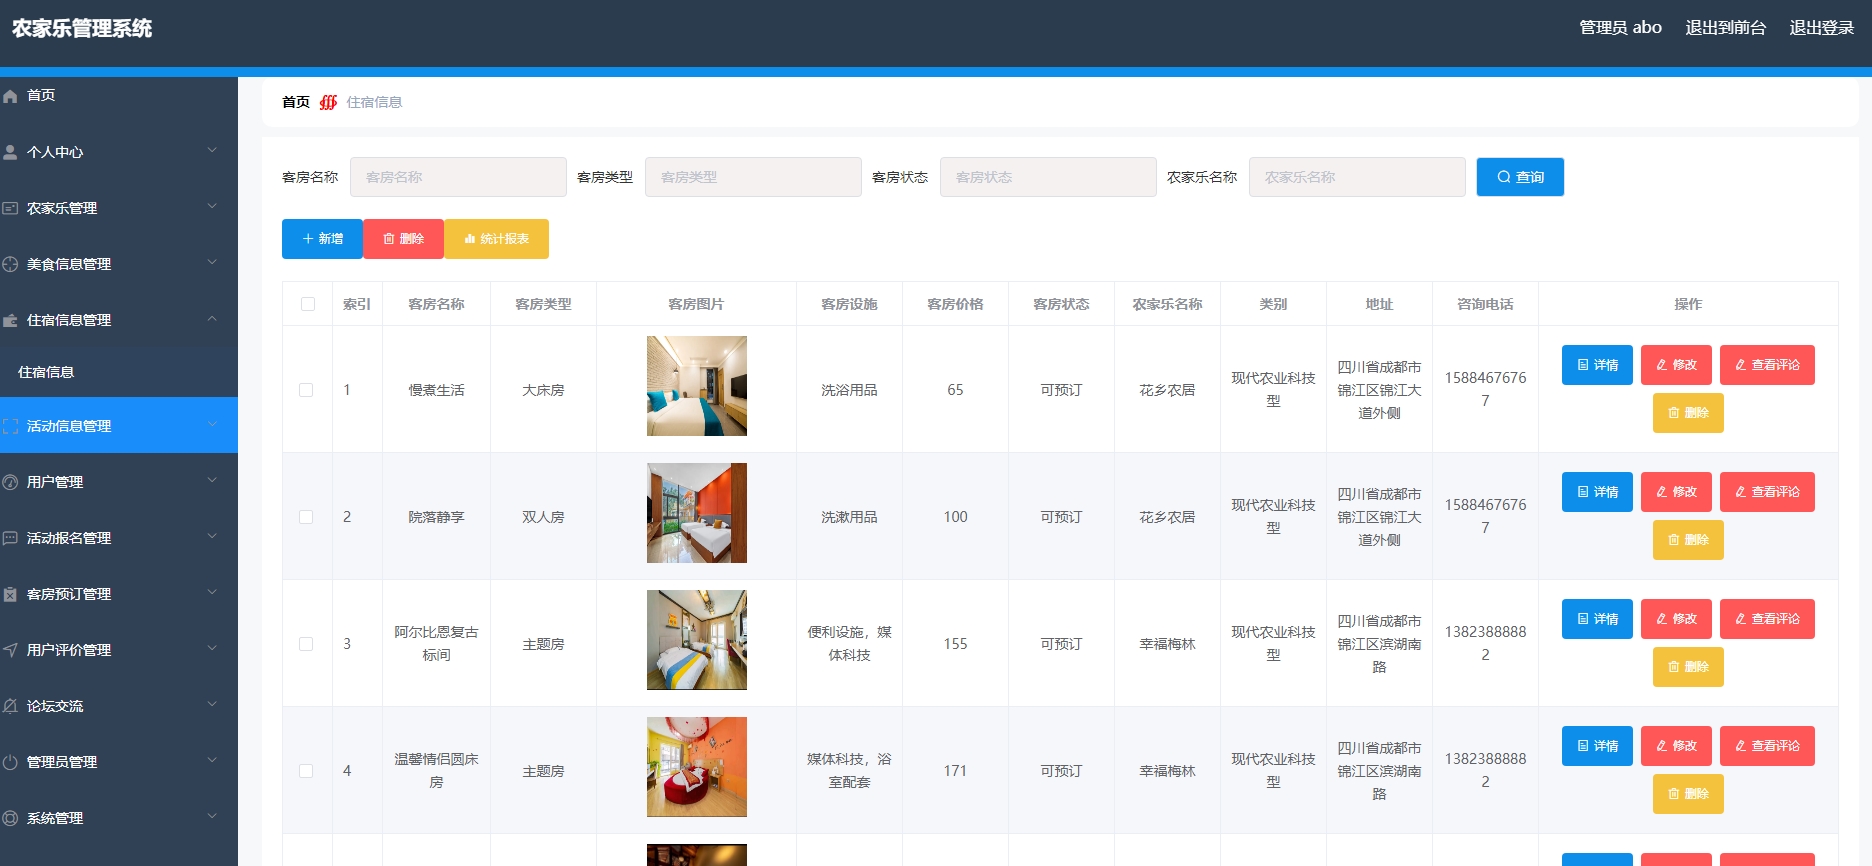 农家乐管理系统
管理员 abo 退出到前台 退出登录
首页
个人中心
农家乐管理
美食信息管理
住宿信息管理
住宿信息
活动信息管理
用户管理
活动报名管理
客房预订管理
用户评价管理
论坛交流
管理员管理
系统管理
首页 住宿信息
客房名称 客房名称 客房类型 客房类型 客房状态 客房状态 农家乐名称 农家乐名称 查询
新增 删除 统计报表
索引 客房名称 客房类型 客房图片 客房设施 客房价格 客房状态 农家乐名称 类别 地址 咨询电话 操作
1 慢煮生活 大床房 洗浴用品 65 可预订 花乡农居
现代农业科技
型
四川省成都市
锦江区锦江大
道外侧
1588467676
7
详情 修改 查看评论
删除
2 院落静享 双人房 洗漱用品 100 可预订 花乡农居
现代农业科技
型
四川省成都市
锦江区锦江大
道外侧
1588467676
7
详情 修改 查看评论
删除
3
阿尔比恩复古
标间
主题房
便利设施，媒
体科技
155 可预订 幸福梅林
现代农业科技
型
四川省成都市
锦江区滨湖南
路
1382388888
2
详情 修改 查看评论
删除
4
温馨情侣圆床
房
主题房
媒体科技，浴
室配套
171 可预订 幸福梅林
现代农业科技
型
四川省成都市
锦江区滨湖南
路
1382388888
2
详情 修改 查看评论
删除